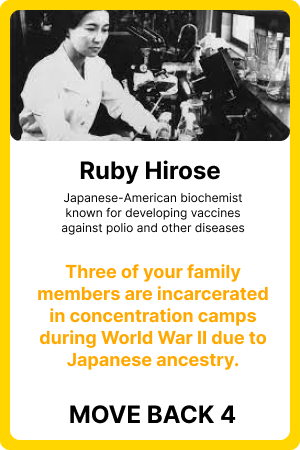 Ruby Hirose
Japanese-American biochemist
known for developing vaccines
against polio and other diseases
Three of your family
members are incarcerated
in concentration camps
during World War II due to
Japanese ancestry.
MOVE BACK 4